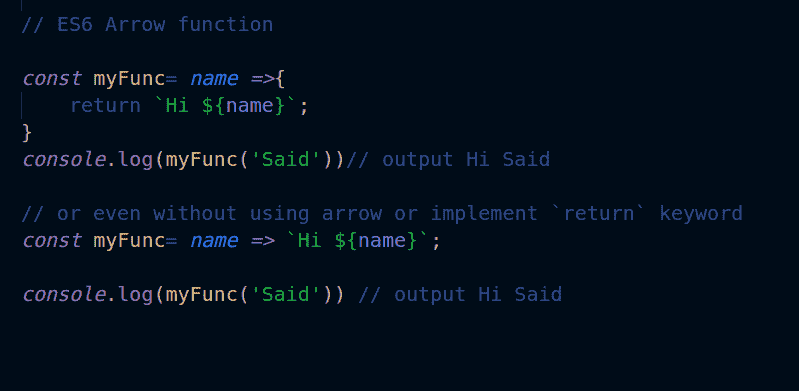 // ES6 Arrow function
const myFunc= name =>{
return `Hi ${name}`;
}
console.log(myFunc('Said'))// output Hi Said
// or even without using arrow or implement `return` keyword
const myFunc= name => `Hi ${name}`;
console.log(myFunc('Said')) // output Hi Said